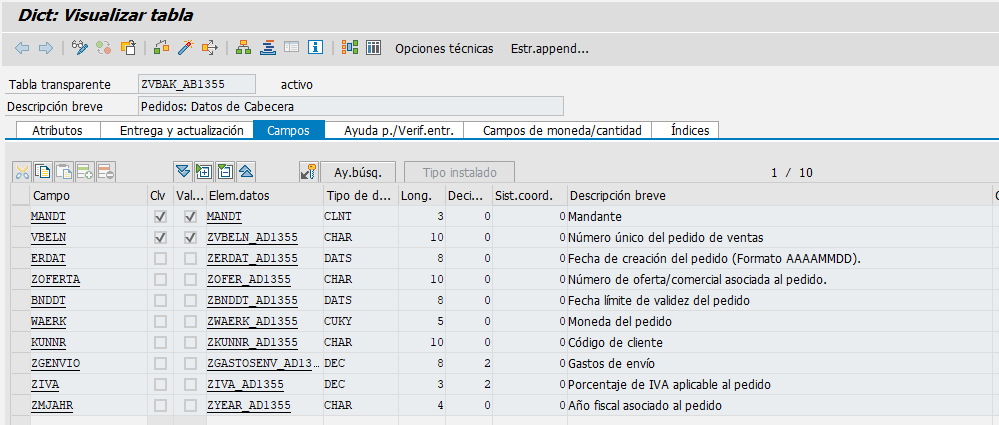 Dict: Visualizar tabla
Opciones técnicas Estr.append...
Tabla transparente ZVBAK_AB1355 activo
Descripción breve Pedidos: Datos de Cabecera
Atributos Entrega y actualización Campos Ayuda p./Verif.entr. Campos de moneda/cantidad Índices
Ay.búsq. Tipo instalado 1 / 10
Campo Clv Val... Elem.datos Tipo de d... Long. Deci... Sist.coord. Descripción breve
MANDT MANDT CLNT 3 0 0 Mandante
VBELN ZVBELN_AD1355 CHAR 10 0 0 Número único del pedido de ventas
ERDAT ZERDAT_AD1355 DATS 8 0 0 Fecha de creación del pedido (Formato AAAAMMDD).
ZOFERTA ZOFER_AD1355 CHAR 10 0 0 Número de oferta/comercial asociada al pedido.
BNDDT ZBNDDT_AD1355 DATS 8 0 0 Fecha límite de validez del pedido
WAERK ZWAERK_AD1355 CUKY 5 0 0 Moneda del pedido
KUNNR ZKUNNR_AD1355 CHAR 10 0 0 Código de cliente
ZGENVIO ZGASTOSENV_AD13... DEC 8 2 0 Gastos de envío
ZIVA ZIVA_AD1355 DEC 3 2 0 Porcentaje de IVA aplicable al pedido
ZMJAHR ZYEAR_AD1355 CHAR 4 0 0 Año fiscal asociado al pedido